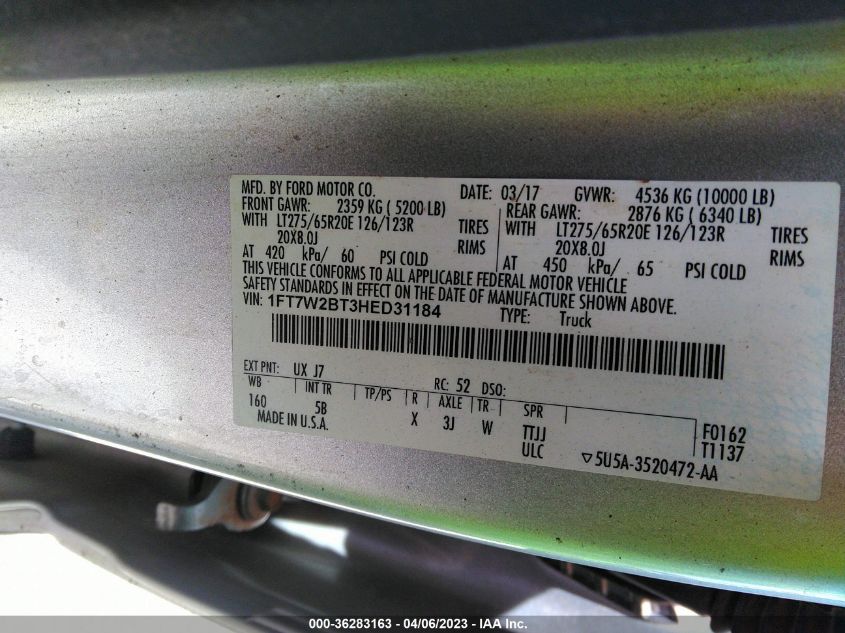 MFD. BY FORD MOTOR CO. DATE: 03/17 GVWR: 4536 KG (10000 LB)
FRONT GAWR: 2359 KG ( 5200 LB) REAR GAWR: 2876 KG ( 6340 LB)
WITH LT275/65R20E 126/123R TIRES WITH LT275/65R20E 126/123R TIRES
20X8.0J RIMS 20X8.0J RIMS
AT 420 kPa/ 60 PSI COLD AT 450 kPa/ 65 PSI COLD
THIS VEHICLE CONFORMS TO ALL APPLICABLE FEDERAL MOTOR VEHICLE
SAFETY STANDARDS IN EFFECT ON THE DATE OF MANUFACTURE SHOWN ABOVE.
VIN: 1FT7W2BT3HED31184 TYPE: Truck
EXT PNT: UX J7 RC: 52 DSO:
WB INT TR TP/PS R AXLE TR SPR
160 5B X 3J W TTJJ F0162
MADE IN U.S.A. ULC ▽5U5A-3520472-AA T1137
000-36283163 - 04/06/2023 - IAA Inc.